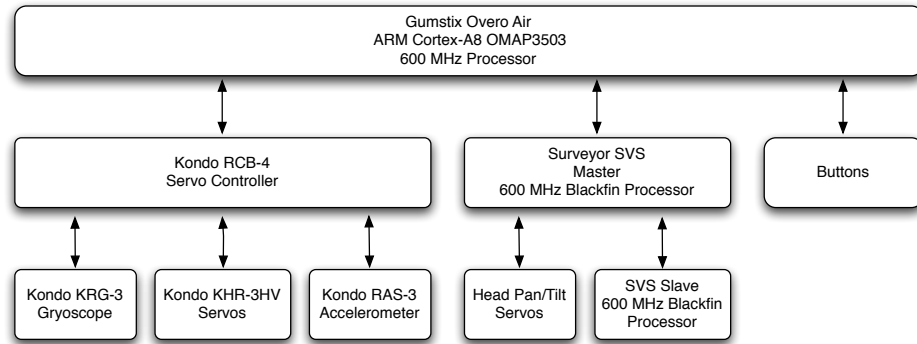 Gumstix Overo Air
ARM Cortex-A8 OMAP3503
600 MHz Processor
Kondo RCB-4
Servo Controller
Surveyor SVS
Master
600 MHz Blackfin Processor
Buttons
Kondo KRG-3
Gryoscope
Kondo KHR-3HV
Servos
Kondo RAS-3
Accelerometer
Head Pan/Tilt
Servos
SVS Slave
600 MHz Blackfin
Processor